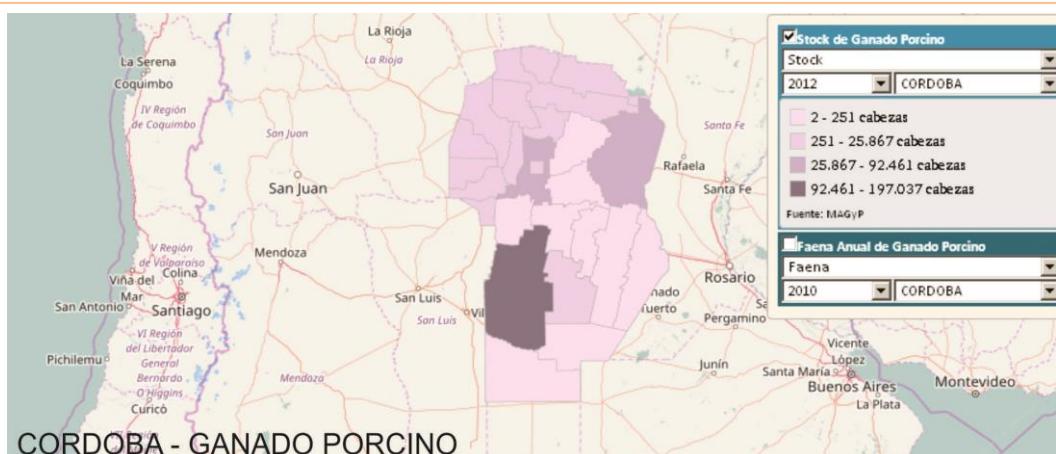 La Rioja
La Rioja
La Serena
Coquimbo
IV Región
de Coquimbo
San Juan
San Juan
Santa Fe
Rafaela
Santa Fe
V Región
de Valparaíso
Viña del
Mar
Colina
San Antonio
Santiago
Mendoza
San Luis
San Luis
Rosario
Pergamino
VI Región
del Libertador
General
Bernardo
O'Higgins
Pichilemu
Curicó
Mendoza
Junín
Vicente
López
Santa María
Buenos Aires
La Plata
Montevideo
Stock de Ganado Porcino
Stock
2012 CORDOBA
2 - 251 cabezas
251 - 25.867 cabezas
25.867 - 92.461 cabezas
92.461 - 197.037 cabezas
Fuente: MAGyP
Faena Anual de Ganado Porcino
Faena
2010 CORDOBA
CORDOBA - GANADO PORCINO